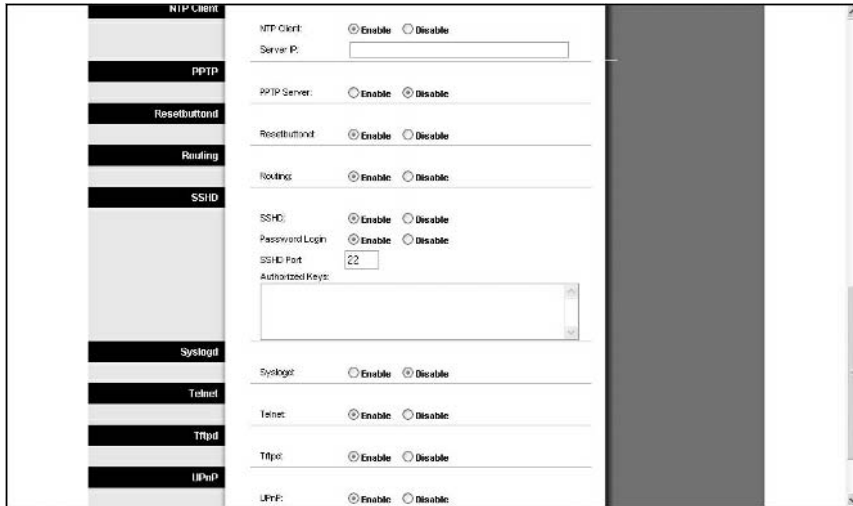 NTP Client
NTP Client: Enable Disable
Server IP:
PPTP
PPTP Server: Enable Disable
Resetbuttond
Resetbuttond: Enable Disable
Routing
Routing: Enable Disable
SSHD
SSHD: Enable Disable
Password Login Enable Disable
SSHD Port 22
Authorized Keys:
Syslogd
Syslogd: Enable Disable
Telnet
Telnet: Enable Disable
Tftpd
Tftpd: Enable Disable
UPnP
UPnP: Enable Disable